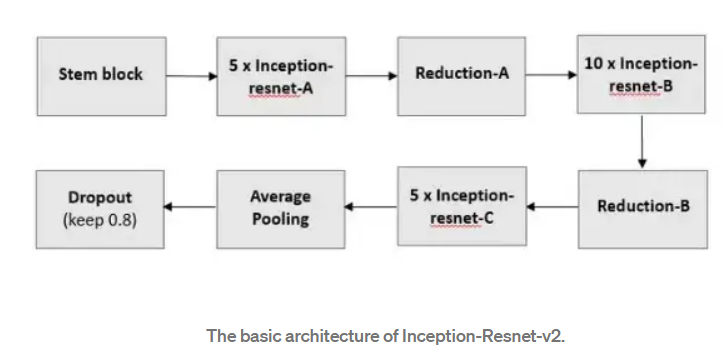 Stem block
5 x Inception-
resnet-A
Reduction-A
10 x Inception-
resnet-B
Reduction-B
5 x Inception-
resnet-C
Average
Pooling
Dropout
(keep 0.8)
The basic architecture of Inception-Resnet-v2.